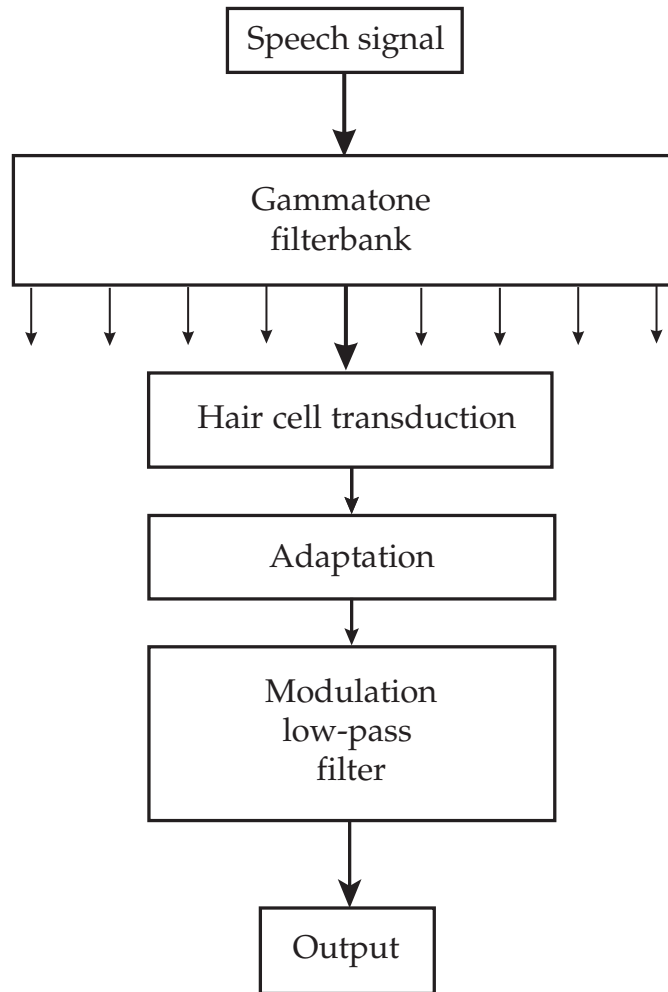 Speech signal
Gammatone
filterbank
Hair cell transduction
Adaptation
Modulation
low-pass
filter
Output